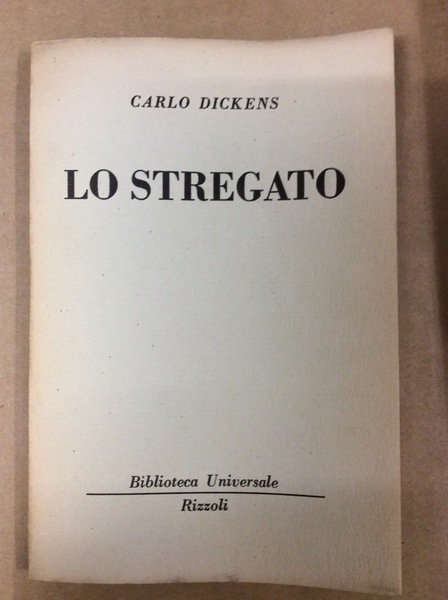 CARLO DICKENS
LO STREGATO
Biblioteca Universale
Rizzoli